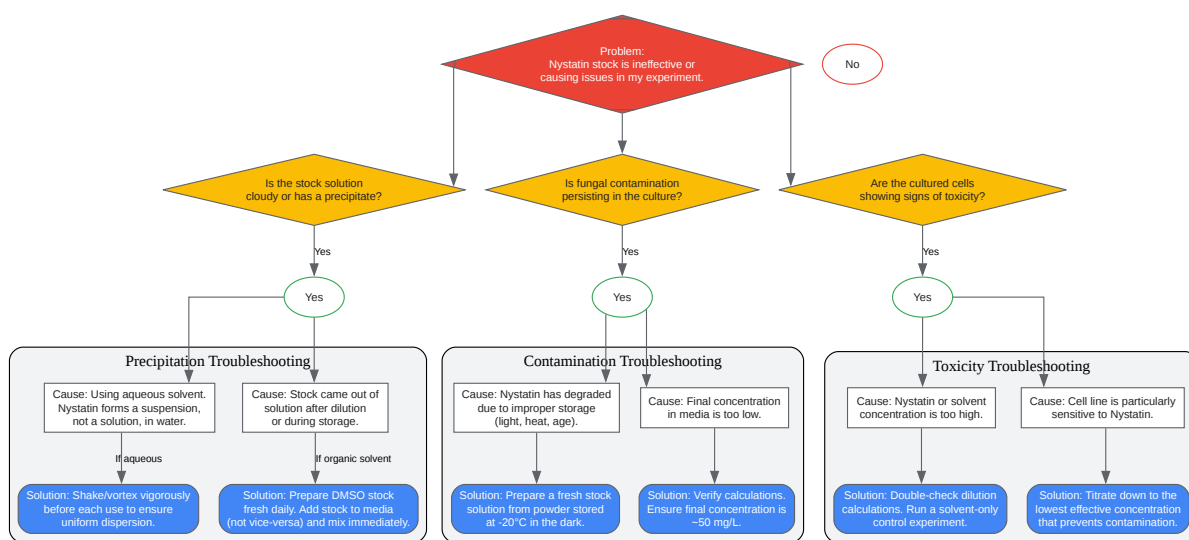 Problem:
Nystatin stock is ineffective or
causing issues in my experiment.
No
Is the stock solution
cloudy or has a precipitate?
Is fungal contamination
persisting in the culture?
Are the cultured cells
showing signs of toxicity?
Yes
Yes
Yes
Yes
Yes
Yes
Precipitation Troubleshooting
Cause: Using aqueous solvent.
Nystatin forms a suspension,
not a solution, in water.
Cause: Stock came out of
solution after dilution
or during storage.
If aqueous
If organic solvent
Solution: Shake/vortex vigorously
before each use to ensure
uniform dispersion.
Solution: Prepare DMSO stock
fresh daily. Add stock to media
(not vice-versa) and mix immediately.
Contamination Troubleshooting
Cause: Nystatin has degraded
due to improper storage
(light, heat, age).
Cause: Final concentration
in media is too low.
Solution: Prepare a fresh stock
solution from powder stored
at -20°C in the dark.
Solution: Verify calculations.
Ensure final concentration is
~50 mg/L.
Toxicity Troubleshooting
Cause: Nystatin or solvent
concentration is too high.
Cause: Cell line is particularly
sensitive to Nystatin.
Solution: Double-check dilution
calculations. Run a solvent-only
control experiment.
Solution: Titrate down to the
lowest effective concentration
that prevents contamination.